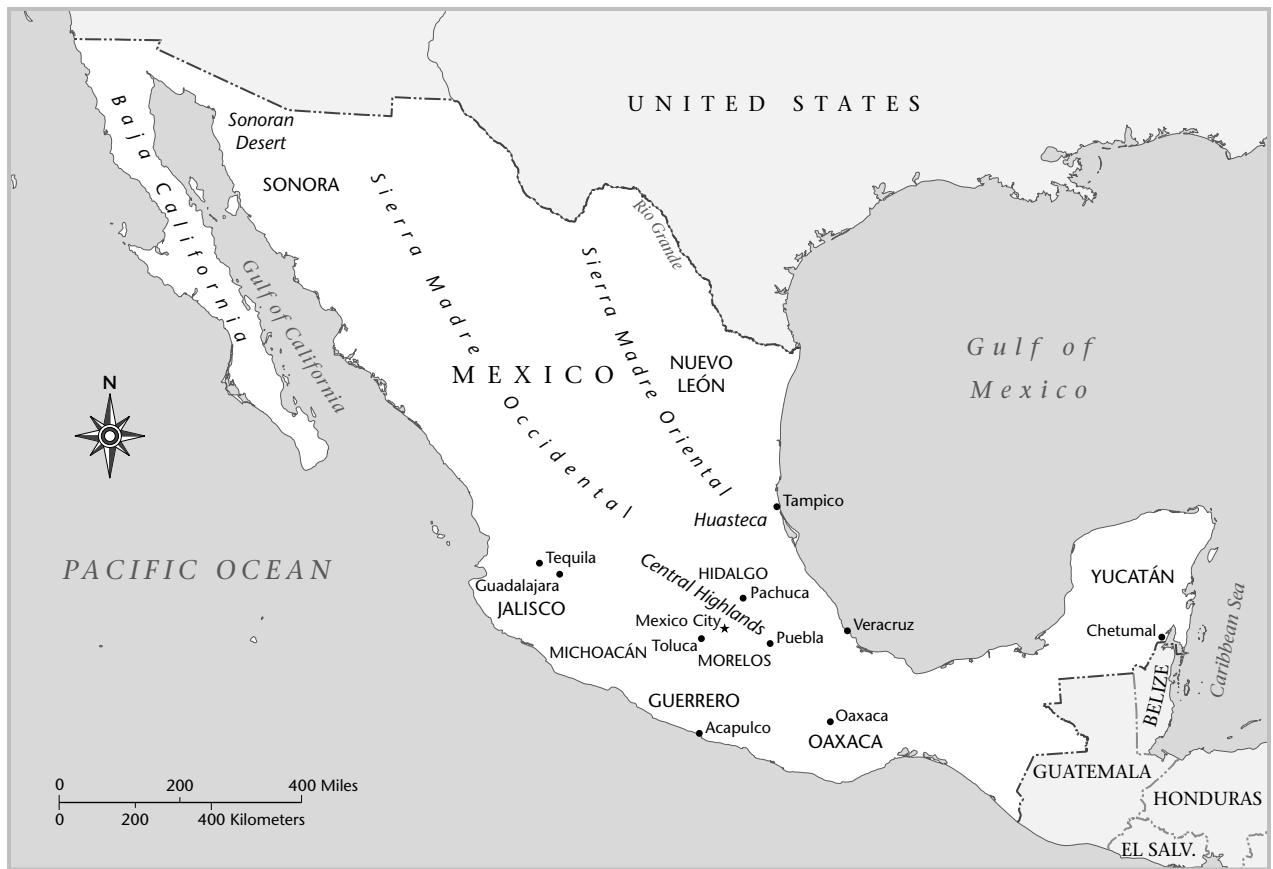 UNITED STATES
Baja California
Sonoran
Desert
SONORA
Sierra Madre Occidental
Rio Grande
Sierra Madre Oriental
Gulf of California
Gulf of
Mexico
NUEVO
LEÓN
MEXICO
N
Tampico
Huasteca
PACIFIC OCEAN
Tequila
Guadalajara
JALISCO
Central Highlands
HIDALGO
Pachuca
YUCATÁN
Mexico City
Veracruz
Chetumal
Caribbean Sea
Puebla
Toluca
MICHOACÁN
MORELOS
BELIZE
GUERRERO
Acapulco
Oaxaca
OAXACA
GUATEMALA
HONDURAS
EL SALV.
0 200 400 Miles
0 200 400 Kilometers